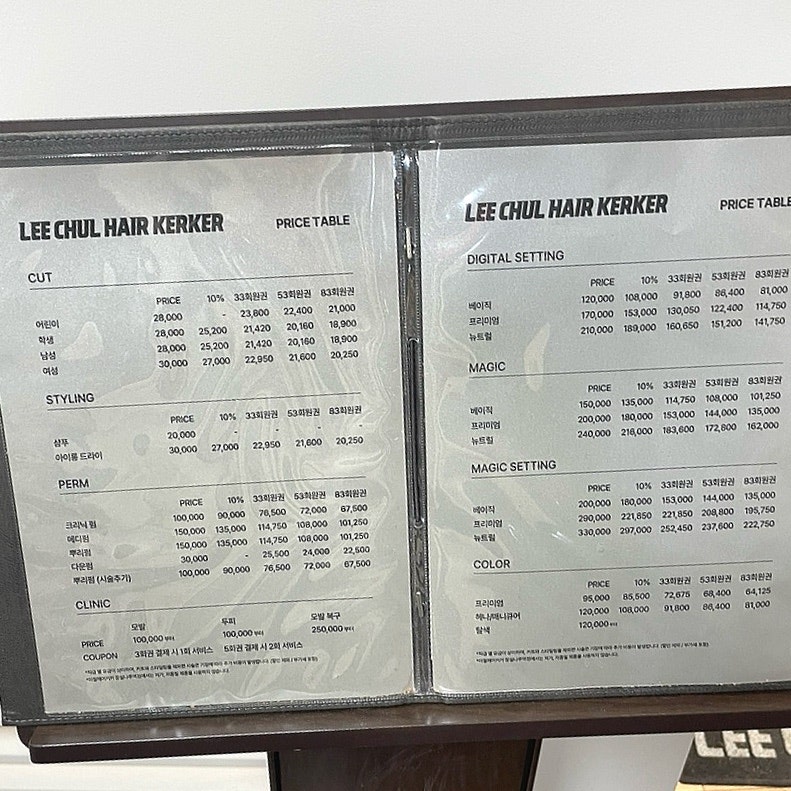 LEE CHUL HAIR KERKER PRICE TABLE
CUT
PRICE 10% 33회원권 53회원권 83회원권
어린이 28,000 - 23,800 22,400 21,000
학생 28,000 25,200 21,420 20,160 18,900
남성 28,000 25,200 21,420 20,160 18,900
여성 30,000 27,000 22,950 21,600 20,250
STYLING
PRICE 10% 33회원권 53회원권 83회원권
샴푸 20,000 - - - -
아이롱 드라이 30,000 27,000 22,950 21,600 20,250
PERM
PRICE 10% 33회원권 53회원권 83회원권
크리닉 펌 100,000 90,000 76,500 72,000 67,500
메디펌 150,000 135,000 114,750 108,000 101,250
뿌리펌 150,000 135,000 114,750 108,000 101,250
다운펌 30,000 - 25,500 24,000 22,500
뿌리펌 (시술추가) 100,000 90,000 76,500 72,000 67,500
CLINIC
모발 두피 모발 복구
PRICE 100,000 부터 100,000 부터 250,000 부터
COUPON 3회권 결제 시 1회 서비스 5회권 결제 시 2회 서비스
LEE CHUL HAIR KERKER PRICE TABLE
DIGITAL SETTING
PRICE 10% 33회원권 53회원권 83회원권
베이직 120,000 108,000 91,800 86,400 81,000
프리미엄 170,000 153,000 130,050 122,400 114,750
뉴트럴 210,000 189,000 160,650 151,200 141,750
MAGIC
PRICE 10% 33회원권 53회원권 83회원권
베이직 150,000 135,000 114,750 108,000 101,250
프리미엄 200,000 180,000 153,000 144,000 135,000
뉴트럴 240,000 216,000 183,600 172,800 162,000
MAGIC SETTING
PRICE 10% 33회원권 53회원권 83회원권
베이직 200,000 180,000 153,000 144,000 135,000
프리미엄 290,000 221,850 221,850 208,800 195,750
뉴트럴 330,000 297,000 252,450 237,600 222,750
COLOR
PRICE 10% 33회원권 53회원권 83회원권
프리미엄 95,000 85,500 72,675 68,400 64,125
헤나/매니큐어 120,000 108,000 91,800 86,400 81,000
탈색 120,000 부터
LEE